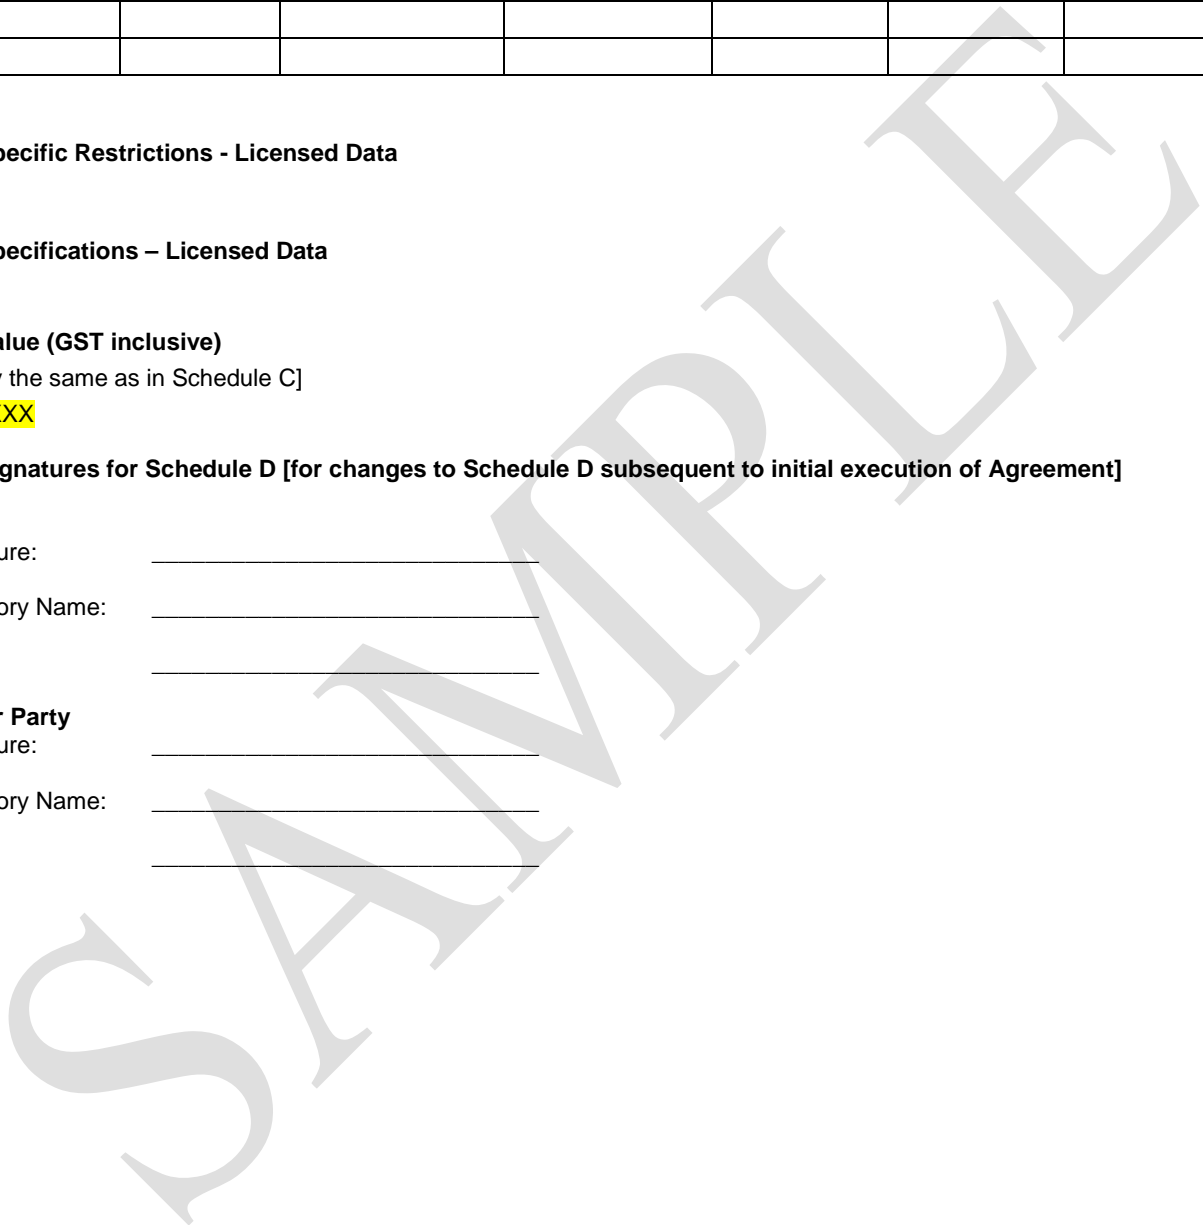 pecific Restrictions - Licensed Data
pecifications – Licensed Data
alue (GST inclusive)
the same as in Schedule C]
XX
gnatures for Schedule D [for changes to Schedule D subsequent to initial execution of Agreement]
ure:
ory Name:
r Party
ure:
ory Name:
SAMPLE